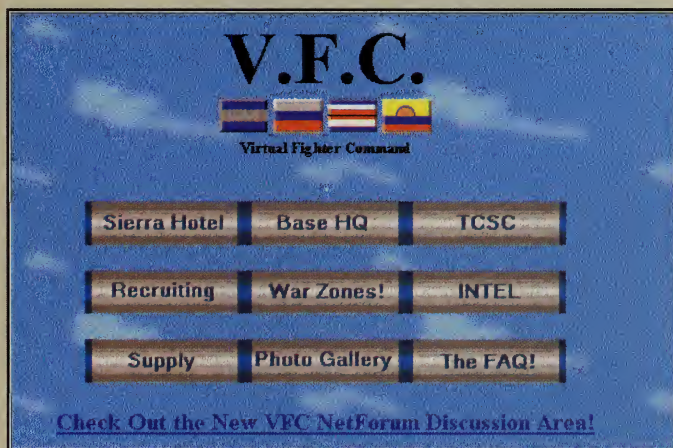 V.F.C.
Virtual Fighter Command
Sierra Hotel Base HQ TCSC
Recruiting War Zones! INTEL
Supply Photo Gallery The FAQ!
Check Out the New VFC NetForum Discussion Area!